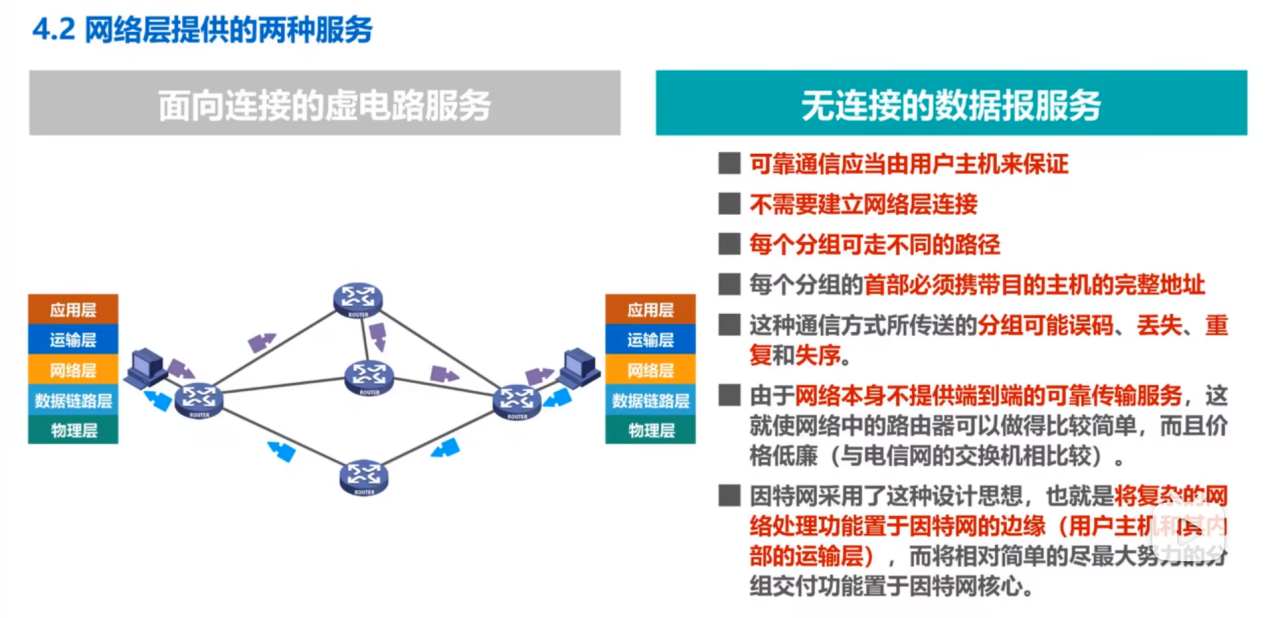 4.2 网络层提供的两种服务
面向连接的虚电路服务
无连接的数据报服务
可靠通信应当由用户主机来保证
不需要建立网络层连接
每个分组可走不同的路径
每个分组的首部必须携带目的主机的完整地址
这种通信方式所传送的分组可能误码、丢失、重
复和失序。
由于网络本身不提供端到端的可靠传输服务，这
就使网络中的路由器可以做得比较简单，而且价
格低廉（与电信网的交换机相比较）。
因特网采用了这种设计思想，也就是将复杂的网
络处理功能置于因特网的边缘（用户主机和其内
部的运输层），而将相对简单的尽最大努力的分
组交付功能置于因特网核心。
应用层
运输层
网络层
数据链路层
物理层
ROUTER
ROUTER
ROUTER
ROUTER
ROUTER
应用层
运输层
网络层
数据链路层
物理层